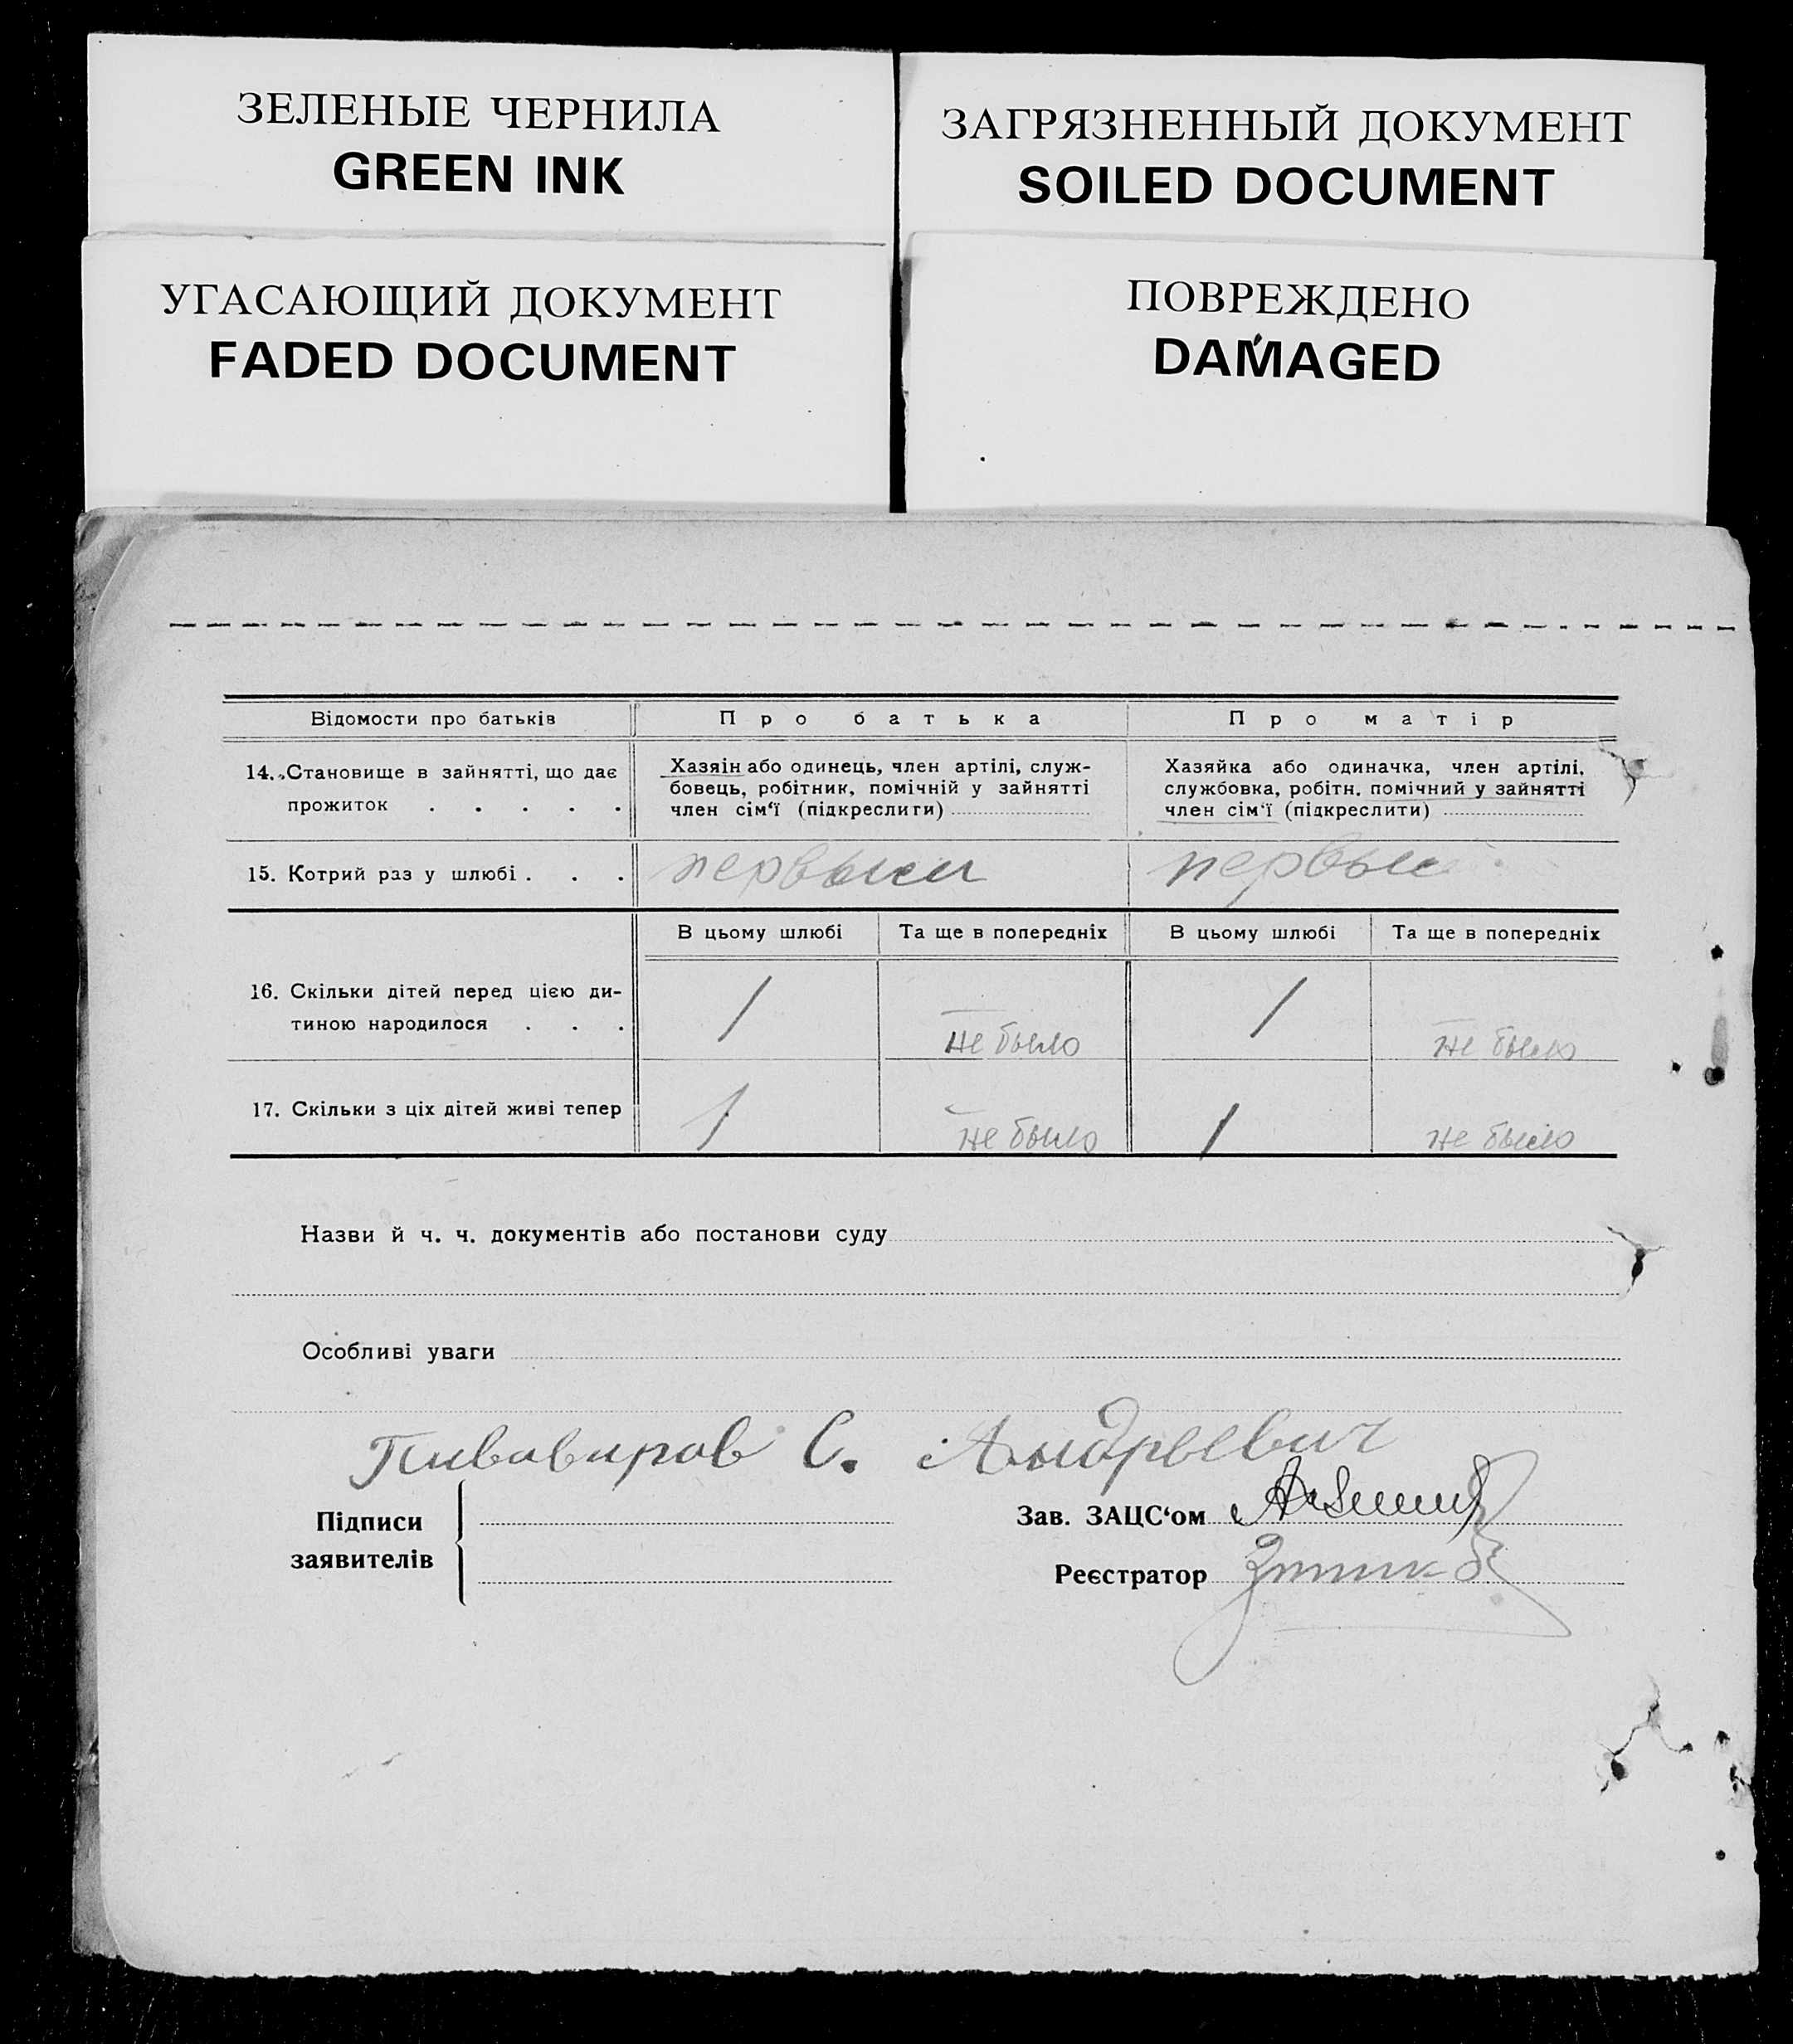 ЗЕЛЕНЫЕ ЧЕРНИЛА
GREEN INK
ЗАГРЯЗНЕННЫЙ ДОКУМЕНТ
SOILED DOCUMENT
УГАСАЮЩИЙ ДОКУМЕНТ
FADED DOCUMENT
ПОВРЕЖДЕНО
DAMAGED
Відомости про батьків
Про батька
Про матір
14. Становище в зайнятті, що дає
прожиток . . . . .
Хазяїн або одинець, член артілі, служ-
бовець, робітник, помічній у зайнятті
член сім'ї (підкреслити)
Хазяйка або одиначка, член артілі,
службовка, робітн. помічний у зайнятті
член сім'ї (підкреслити)
15. Котрий раз у шлюбі . . .
первый
первый
В цьому шлюбі
Та ще в попередніх
В цьому шлюбі
Та ще в попередніх
16. Скільки дітей перед цією ди-
тиною народилося . . .
1
не было
1
не было
17. Скільки з ціх дітей живі тепер
1
не было
1
не было
Назви й ч. ч. документів або постанови суду
Особливі уваги
Пивоваров С. Андреевич
Підписи
заявителів
Зав. ЗАЦС'ом
Реєстратор